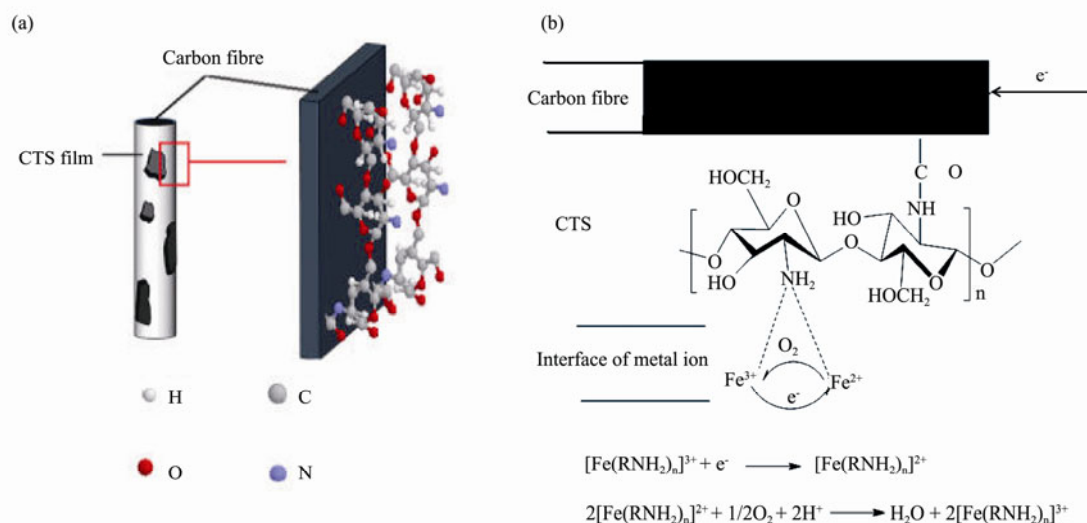 (a)
Carbon fibre
CTS film
H
C
O
N
(b)
Carbon fibre
e⁻
C O
HOCH₂
NH
CTS
HO
O
O
O
O
HO
NH₂
HOCH₂
O
n
Interface of metal ion
O₂
Fe³⁺
Fe²⁺
e⁻
[Fe(RNH₂)ₙ]³⁺ + e⁻ → [Fe(RNH₂)ₙ]²⁺
2[Fe(RNH₂)ₙ]²⁺ + 1/2O₂ + 2H⁺ → H₂O + 2[Fe(RNH₂)ₙ]³⁺